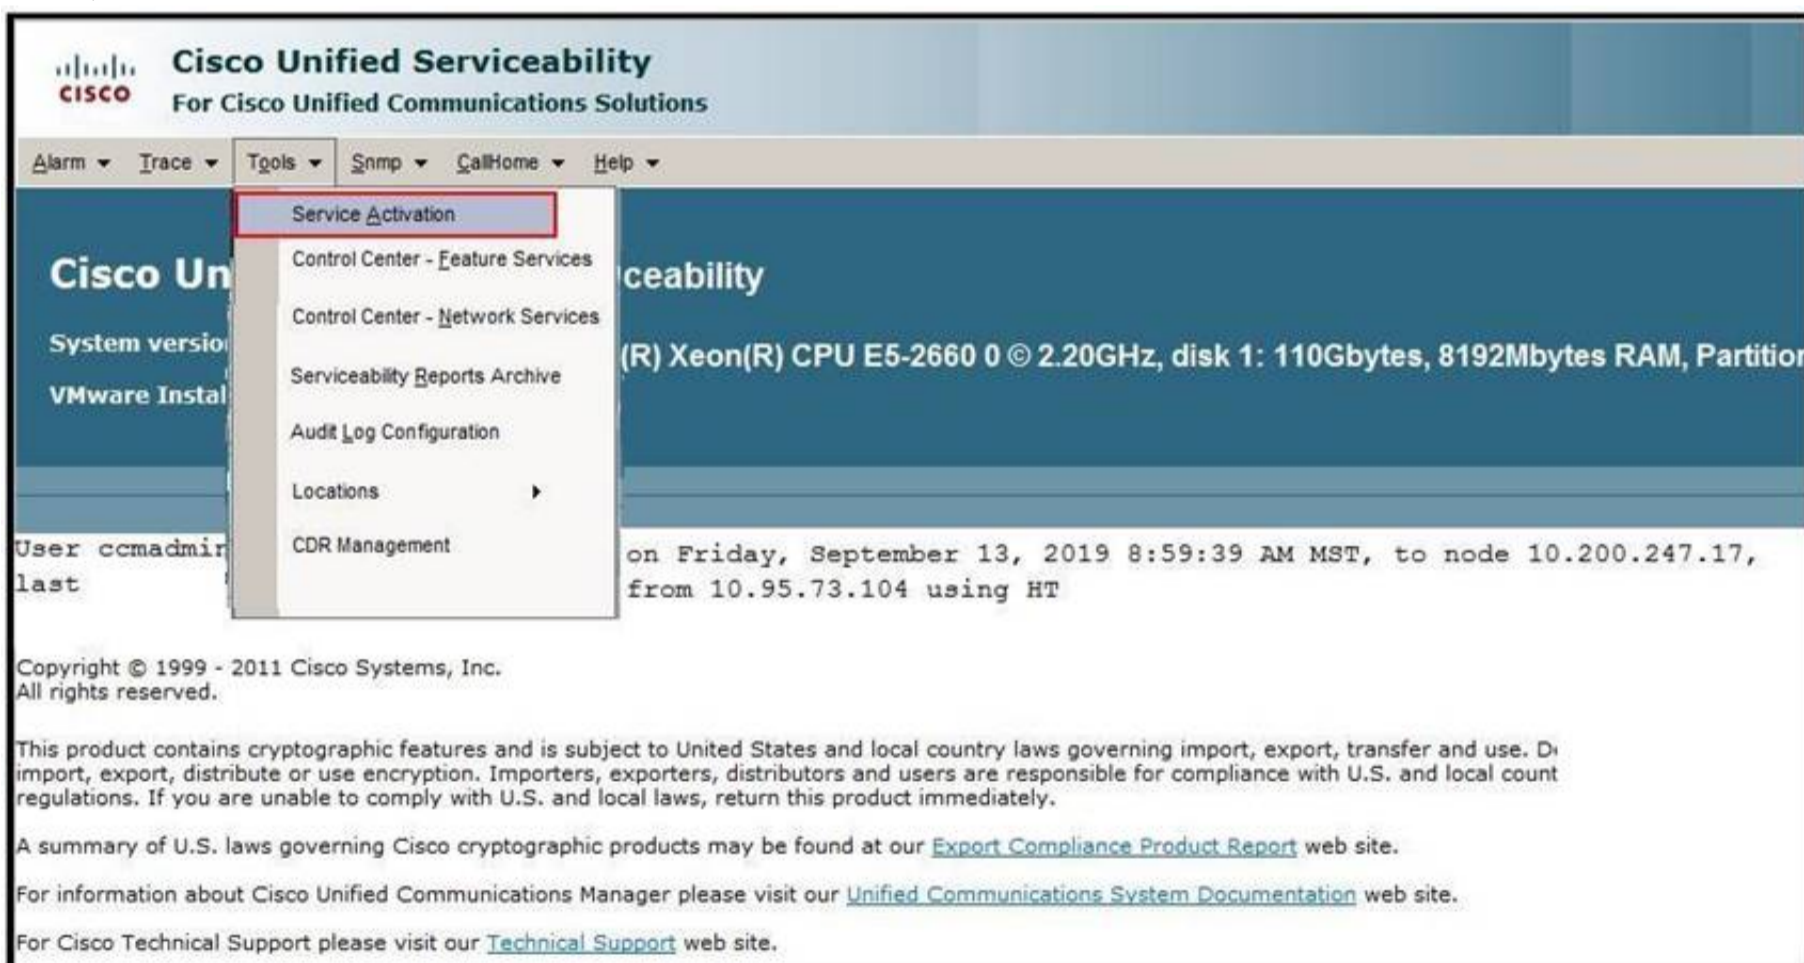 CISCO
Cisco Unified Serviceability
For Cisco Unified Communications Solutions
Alarm Trace Tools Snmp CallHome Help
Service Activation
Control Center - Feature Services
Control Center - Network Services
Serviceability Reports Archive
Audit Log Configuration
Locations
CDR Management
Cisco Un ceability
System versio (R) Xeon(R) CPU E5-2660 0 © 2.20GHz, disk 1: 110Gbytes, 8192Mbytes RAM, Partition
VMware Instal
User ccmadmin on Friday, September 13, 2019 8:59:39 AM MST, to node 10.200.247.17,
last from 10.95.73.104 using HT
Copyright © 1999 - 2011 Cisco Systems, Inc.
All rights reserved.
This product contains cryptographic features and is subject to United States and local country laws governing import, export, transfer and use.
import, export, distribute or use encryption. Importers, exporters, distributors and users are responsible for compliance with U.S. and local count
regulations. If you are unable to comply with U.S. and local laws, return this product immediately.
A summary of U.S. laws governing Cisco cryptographic products may be found at our Export Compliance Product Report web site.
For information about Cisco Unified Communications Manager please visit our Unified Communications System Documentation web site.
For Cisco Technical Support please visit our Technical Support web site.